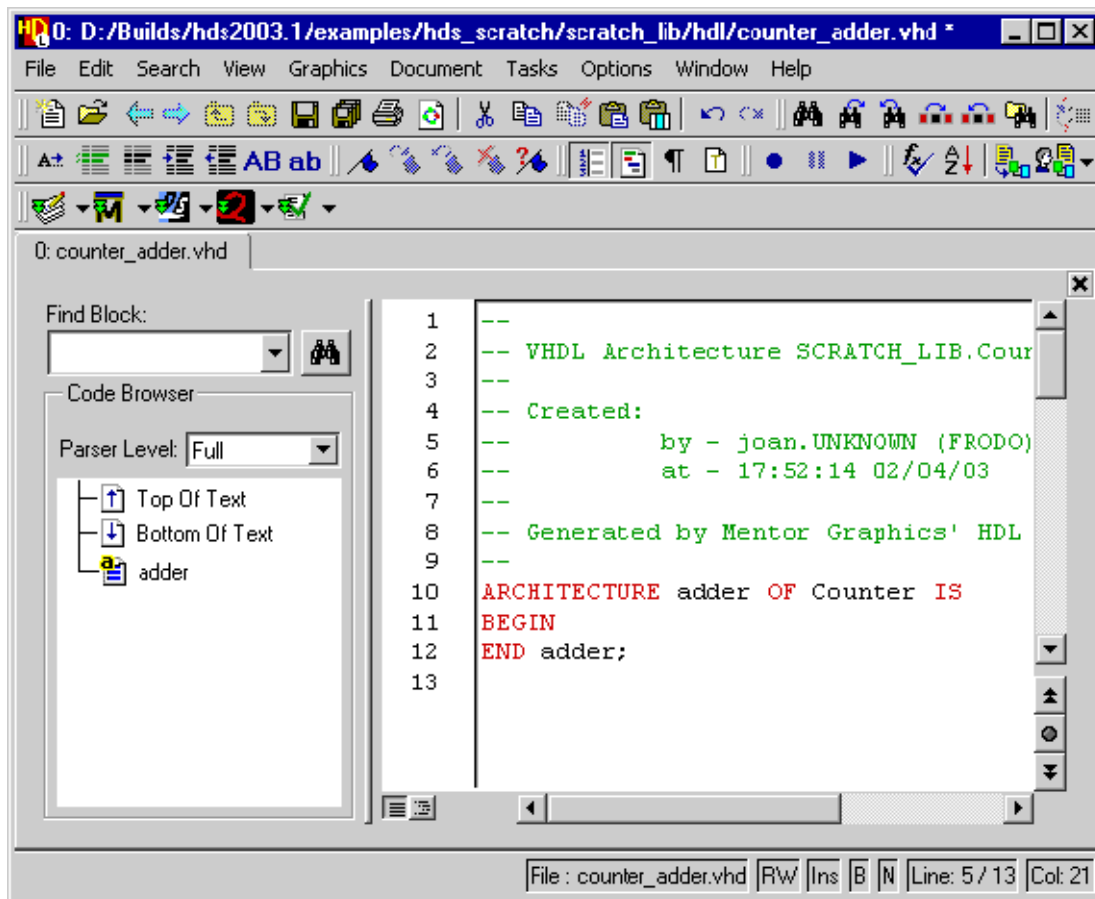 0: D:/Builds/hds2003.1/examples/hds_scratch/scratch_lib/hdl/counter_adder.vhd *
File Edit Search View Graphics Document Tasks Options Window Help
AB ab
0: counter_adder.vhd
Find Block:
Code Browser
Parser Level: Full
Top Of Text
Bottom Of Text
adder
1 --
2 -- VHDL Architecture SCRATCH_LIB.Coun
3 --
4 -- Created:
5 -- by - joan.UNKNOWN (FRODO)
6 -- at - 17:52:14 02/04/03
7 --
8 -- Generated by Mentor Graphics' HDL
9 --
10 ARCHITECTURE adder OF Counter IS
11 BEGIN
12 END adder;
13
File : counter_adder.vhd RW Ins B N Line: 5 / 13 Col: 21